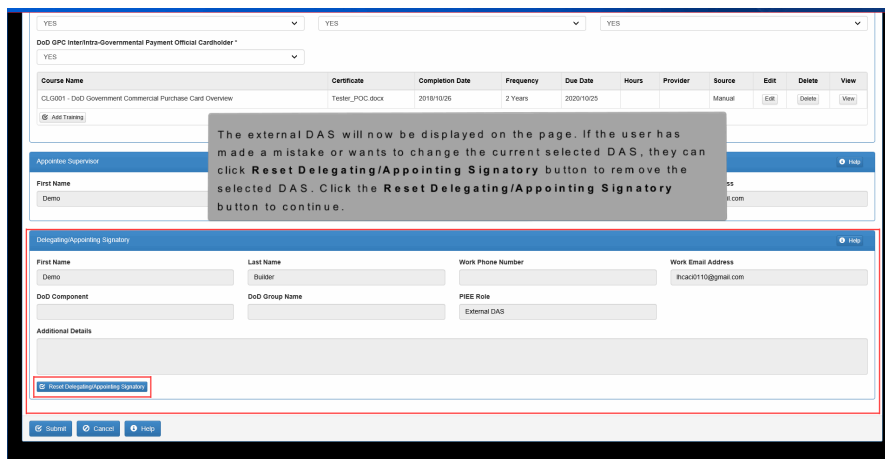 YES YES YES
DoD GPC Inter/Intra-Governmental Payment Official Cardholder *
YES
Course Name Certificate Completion Date Frequency Due Date Hours Provider Source Edit Delete View
CLG001 - DoD Government Commercial Purchase Card Overview Tester_POC.docx 2018/10/26 2 Years 2020/10/25 Manual Edit Delete View
Add Training
The external DAS will now be displayed on the page. If the user has
made a mistake or wants to change the current selected DAS, they can
click Reset Delegating/Appointing Signatory button to remove the
selected DAS. Click the Reset Delegating/Appointing Signatory
button to continue.
Appointee Supervisor Help
First Name
Demo
Delegating/Appointing Signatory Help
First Name Last Name Work Phone Number Work Email Address
Demo Builder lhcaci0110@gmail.com
DoD Component DoD Group Name PIEE Role
External DAS
Additional Details
Reset Delegating/Appointing Signatory
Submit Cancel Help